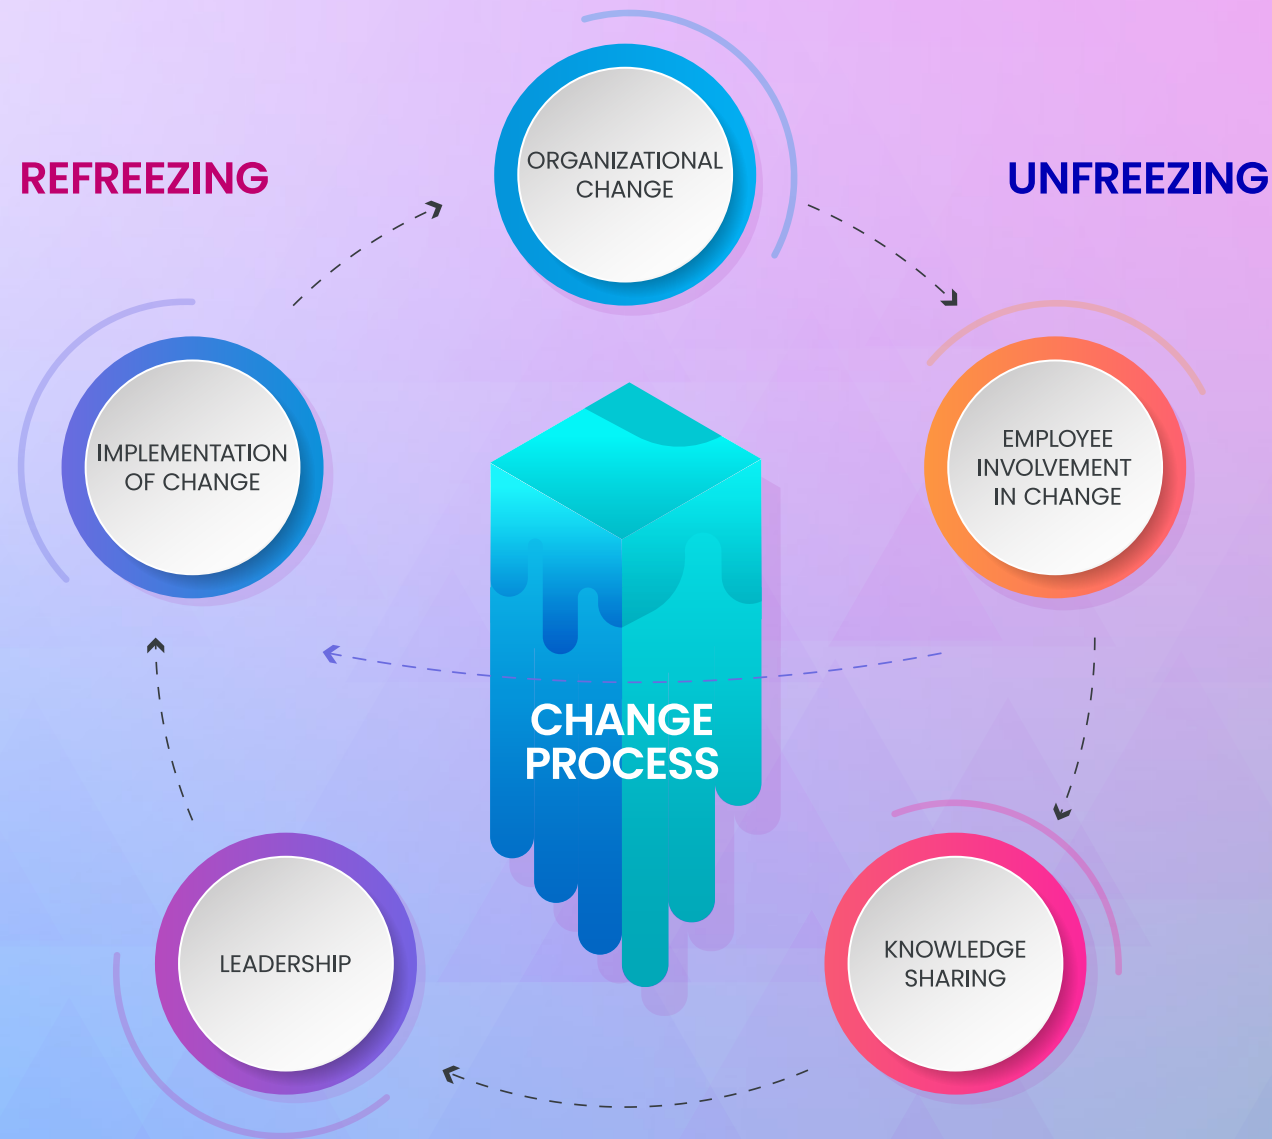 ORGANIZATIONAL
CHANGE
REFREEZING
UNFREEZING
IMPLEMENTATION
OF CHANGE
EMPLOYEE
INVOLVEMENT
IN CHANGE
CHANGE
PROCESS
LEADERSHIP
KNOWLEDGE
SHARING